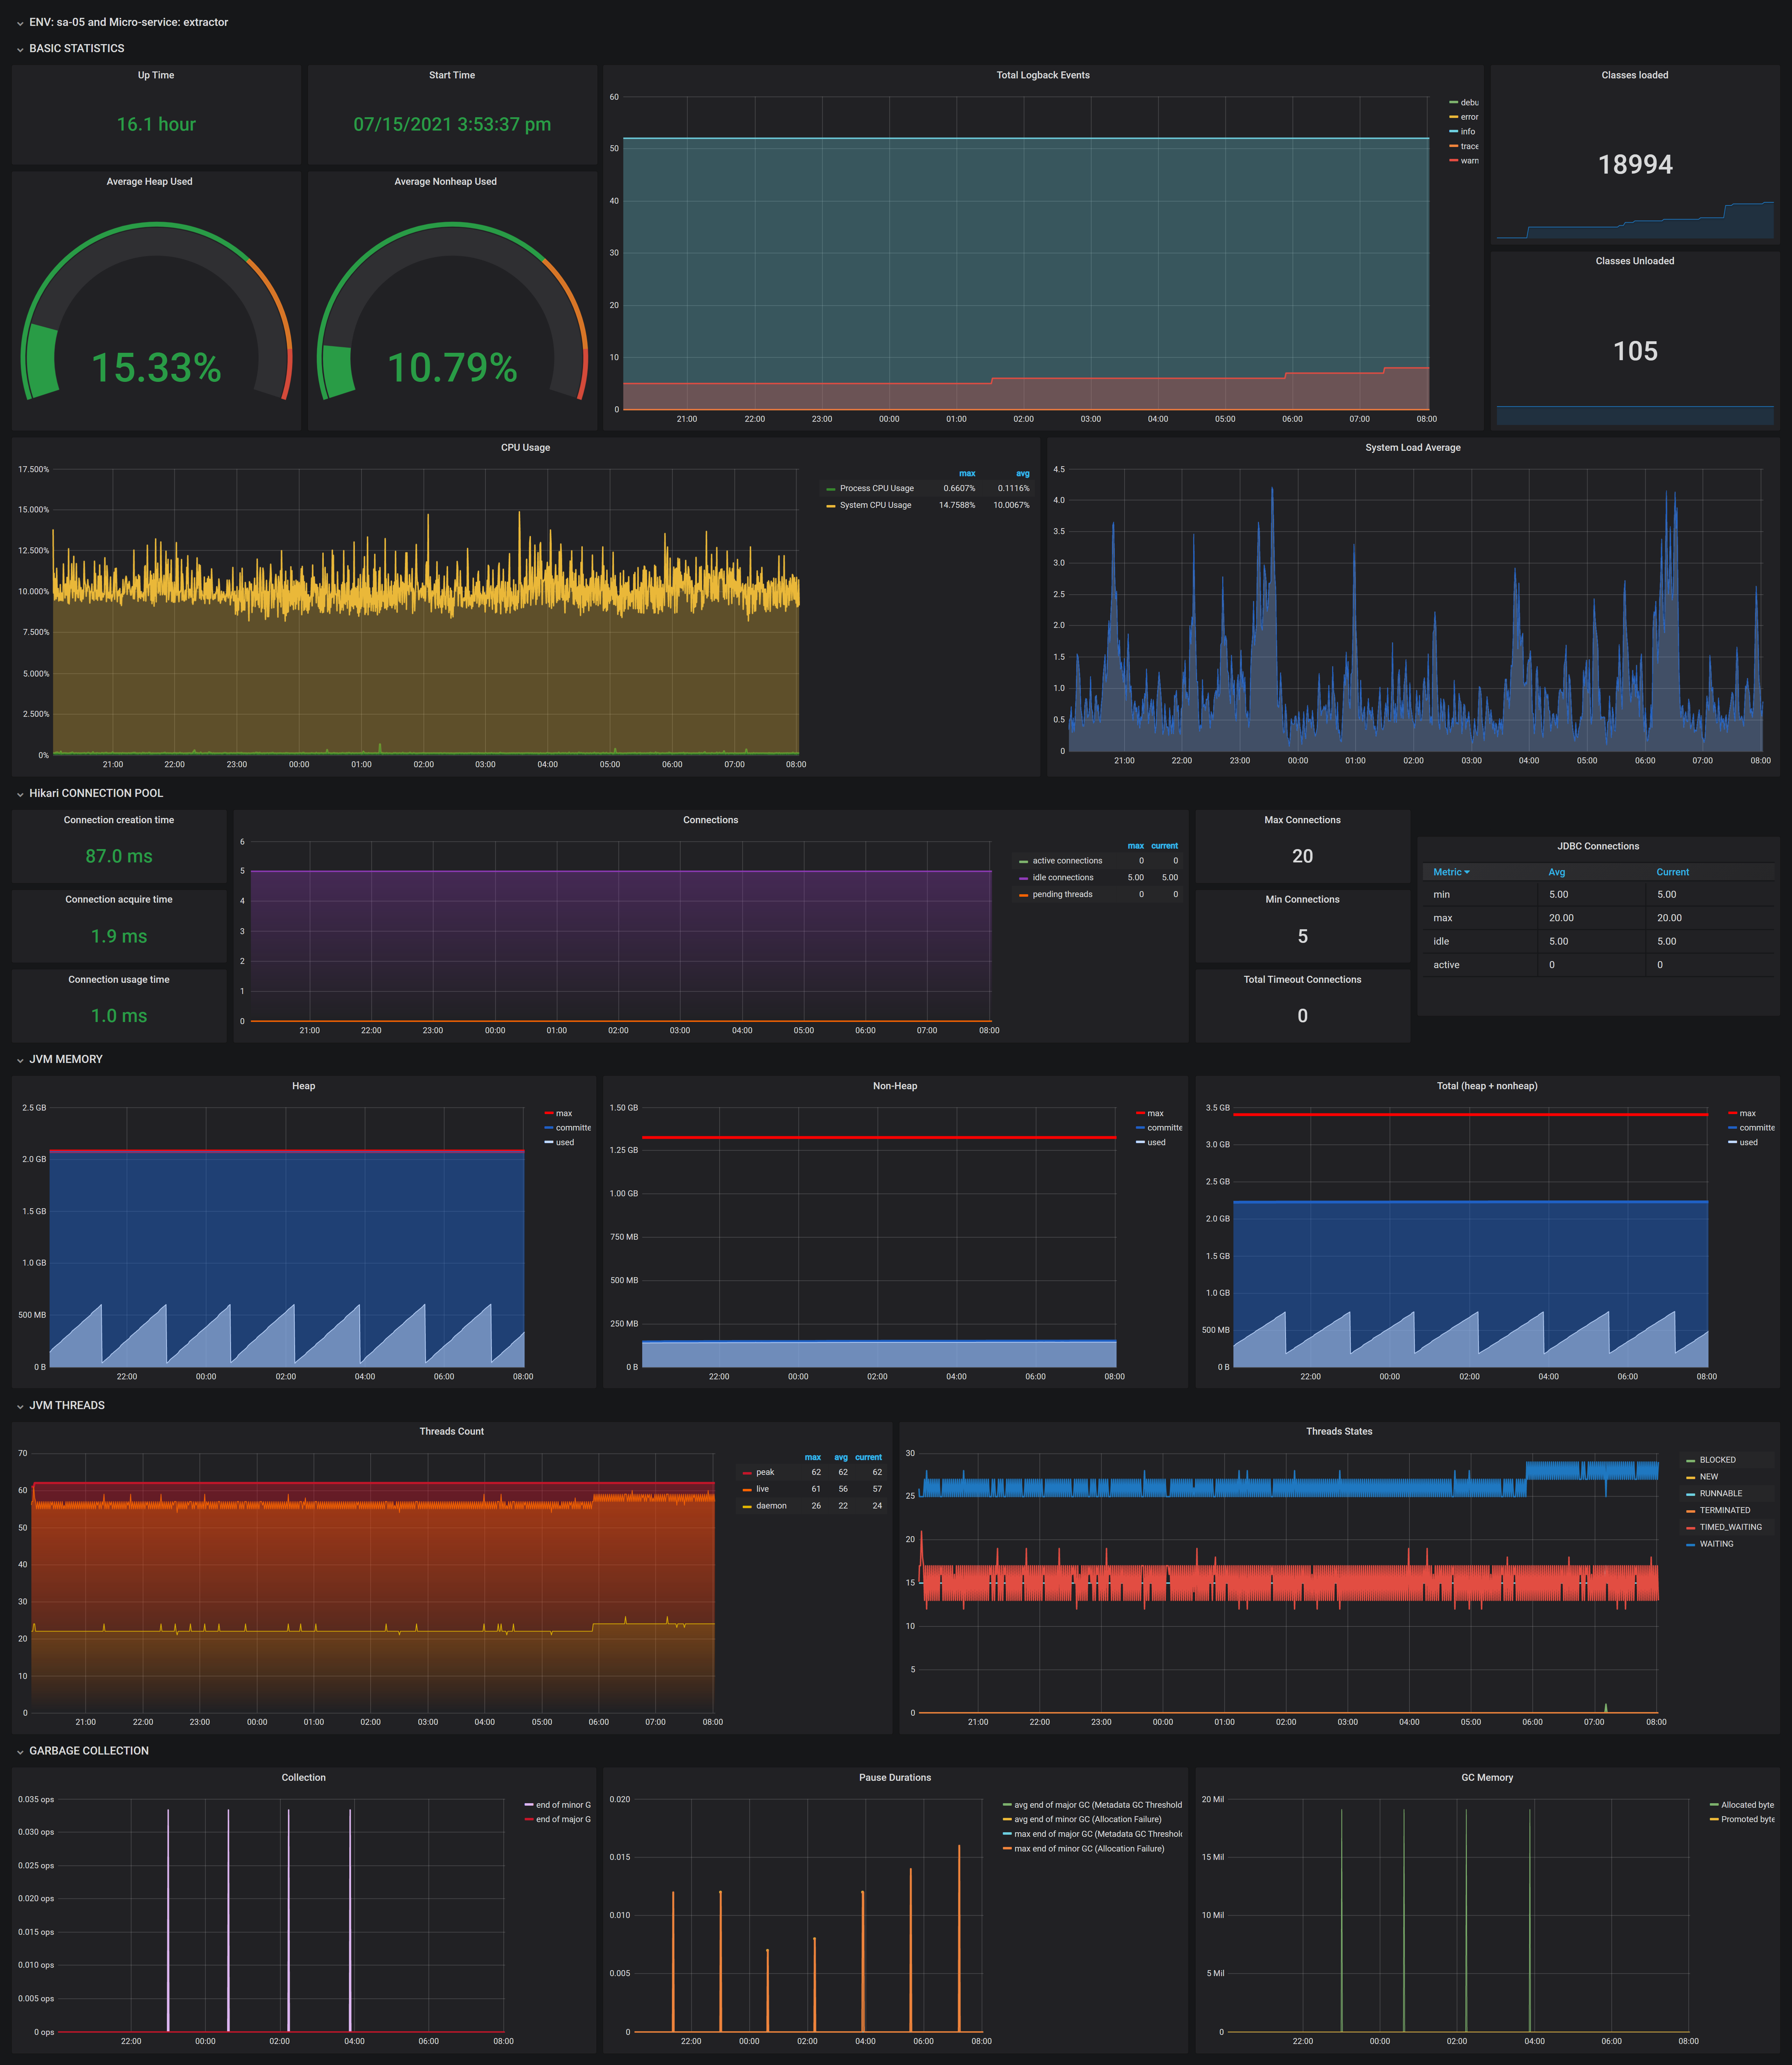 ENV: sa-05 and Micro-service: extractor
BASIC STATISTICS
Up Time
16.1 hour
Start Time
07/15/2021 3:53:37 pm
Average Heap Used
15.33%
Average Nonheap Used
10.79%
Total Logback Events
60
50
40
30
20
10
0
21:00 22:00 23:00 00:00 01:00 02:00 03:00 04:00 05:00 06:00 07:00 08:00
debu
error
info
trace
warn
Classes loaded
18994
Classes Unloaded
105
CPU Usage
17.500%
15.000%
12.500%
10.000%
7.500%
5.000%
2.500%
0%
21:00 22:00 23:00 00:00 01:00 02:00 03:00 04:00 05:00 06:00 07:00 08:00
max avg
Process CPU Usage 0.6607% 0.1116%
System CPU Usage 14.7588% 10.0067%
System Load Average
4.5
4.0
3.5
3.0
2.5
2.0
1.5
1.0
0.5
0
21:00 22:00 23:00 00:00 01:00 02:00 03:00 04:00 05:00 06:00 07:00 08:00
Hikari CONNECTION POOL
Connection creation time
87.0 ms
Connection acquire time
1.9 ms
Connection usage time
1.0 ms
Connections
6
5
4
3
2
1
0
21:00 22:00 23:00 00:00 01:00 02:00 03:00 04:00 05:00 06:00 07:00 08:00
max current
active connections 0 0
idle connections 5.00 5.00
pending threads 0 0
Max Connections
20
Min Connections
5
Total Timeout Connections
0
JDBC Connections
Metric Avg Current
min 5.00 5.00
max 20.00 20.00
idle 5.00 5.00
active 0 0
JVM MEMORY
Heap
2.5 GB
2.0 GB
1.5 GB
1.0 GB
500 MB
0 B
22:00 00:00 02:00 04:00 06:00 08:00
max
committe
used
Non-Heap
1.50 GB
1.25 GB
1.00 GB
750 MB
500 MB
250 MB
0 B
22:00 00:00 02:00 04:00 06:00 08:00
max
committe
used
Total (heap + nonheap)
3.5 GB
3.0 GB
2.5 GB
2.0 GB
1.5 GB
1.0 GB
500 MB
0 B
22:00 00:00 02:00 04:00 06:00 08:00
max
committe
used
JVM THREADS
Threads Count
70
60
50
40
30
20
10
0
21:00 22:00 23:00 00:00 01:00 02:00 03:00 04:00 05:00 06:00 07:00 08:00
max avg current
peak 62 62 62
live 61 56 57
daemon 26 22 24
Threads States
30
25
20
15
10
5
0
21:00 22:00 23:00 00:00 01:00 02:00 03:00 04:00 05:00 06:00 07:00 08:00
BLOCKED
NEW
RUNNABLE
TERMINATED
TIMED_WAITING
WAITING
GARBAGE COLLECTION
Collection
0.035 ops
0.030 ops
0.025 ops
0.020 ops
0.015 ops
0.010 ops
0.005 ops
0 ops
22:00 00:00 02:00 04:00 06:00 08:00
end of minor G
end of major G
Pause Durations
0.020
0.015
0.010
0.005
0
22:00 00:00 02:00 04:00 06:00 08:00
avg end of major GC (Metadata GC Threshold
avg end of minor GC (Allocation Failure)
max end of major GC (Metadata GC Threshol
max end of minor GC (Allocation Failure)
GC Memory
20 Mil
15 Mil
10 Mil
5 Mil
0
22:00 00:00 02:00 04:00 06:00 08:00
Allocated byte
Promoted byte